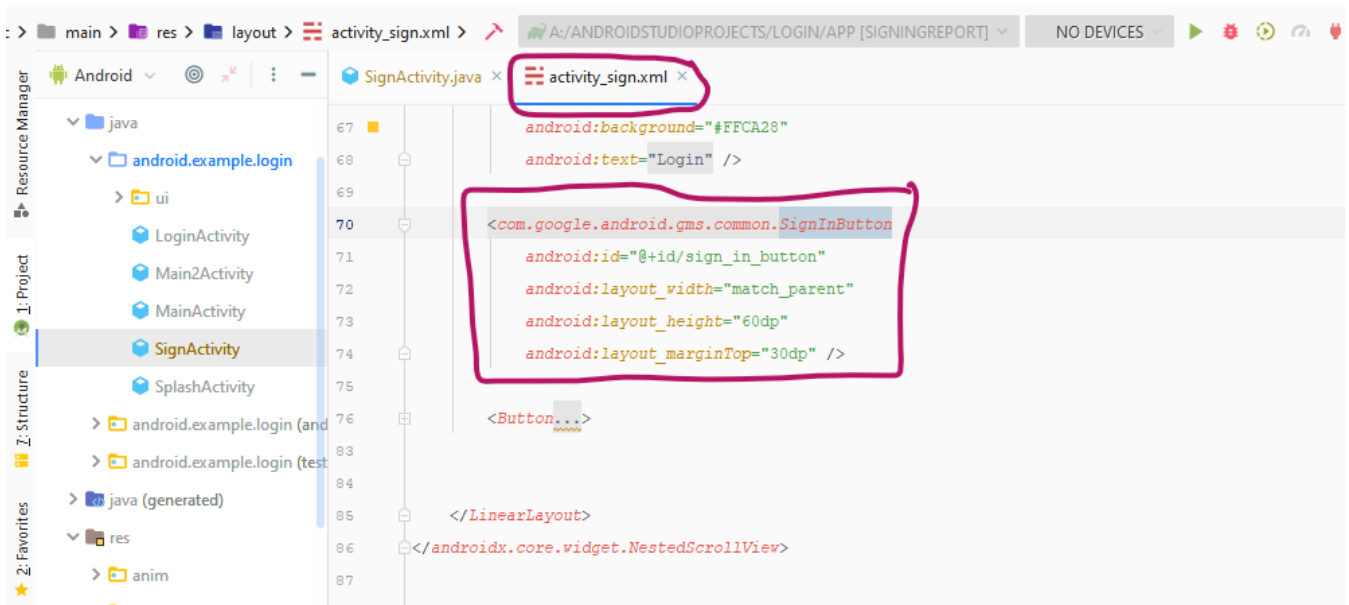 main > res > layout > activity_sign.xml > A:/ANDROIDSTUDIOPROJECTS/LOGIN/APP [SIGNINGREPORT] NO DEVICES
Android
SignActivity.java × activity_sign.xml ×
Resource Manager
1: Project
7: Structure
2: Favorites
java
android.example.login
ui
LoginActivity
Main2Activity
MainActivity
SignActivity
SplashActivity
android.example.login (and
android.example.login (test
java (generated)
res
anim
67 android:background="#FFCA28"
68 android:text="Login" />
69
70 <com.google.android.gms.common.SignInButton
71 android:id="@+id/sign_in_button"
72 android:layout_width="match_parent"
73 android:layout_height="60dp"
74 android:layout_marginTop="30dp" />
75
76 <Button...>
83
84
85 </LinearLayout>
86 </androidx.core.widget.NestedScrollView>
87